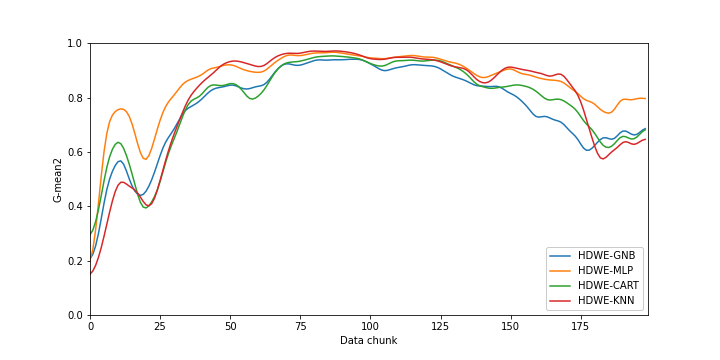 1.0
0.8
0.6
0.4
0.2
0.0
G-mean2
0
25
50
75
100
125
150
175
Data chunk
HDWE-GNB
HDWE-MLP
HDWE-CART
HDWE-KNN